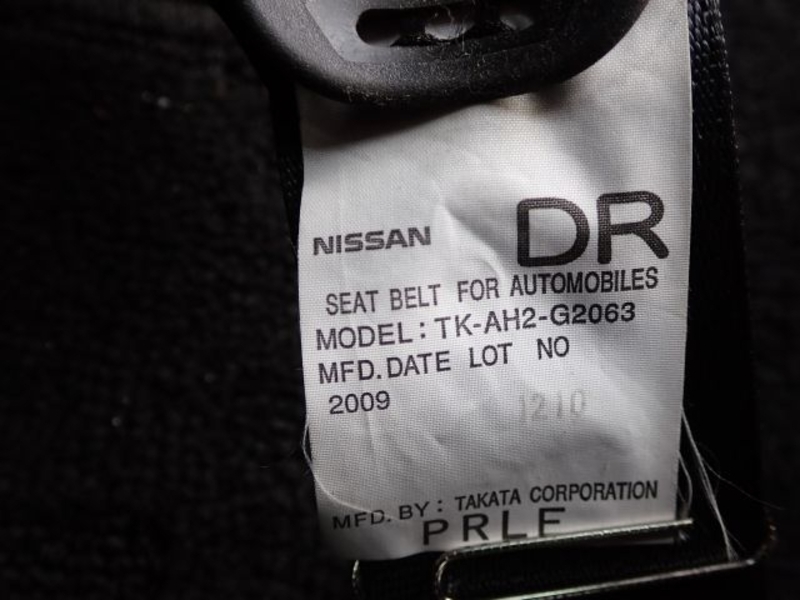 NISSAN DR
SEAT BELT FOR AUTOMOBILES
MODEL: TK-AH2-G2063
MFD. DATE LOT NO
2009 1210
MFD. BY: TAKATA CORPORATION
PRLE